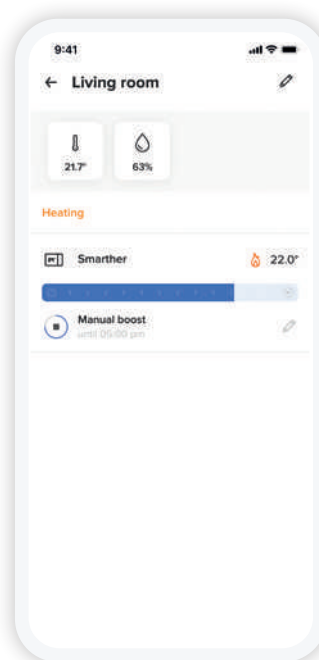 9:41
Living room
21.7° 63%
Heating
Smarther 22.0°
Manual boost
until 05:00 pm